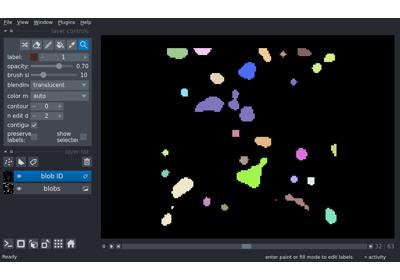 File View Window Plugins Help
layer controls
label: 1
opacity: 0.70
brush si 10
blending translucent
color m auto
contour 0
n edit d 2
contigu
preserve labels: show selected
layer list
blob ID
blobs
32 63
Ready enter paint or fill mode to edit labels activity